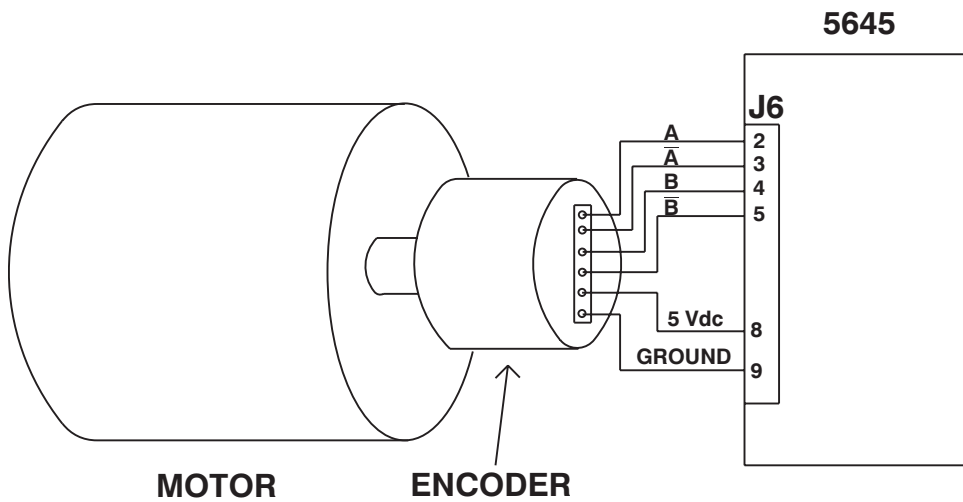 5645
J6
A 2
A̅ 3
B 4
B̅ 5
5 Vdc 8
GROUND 9
MOTOR
ENCODER